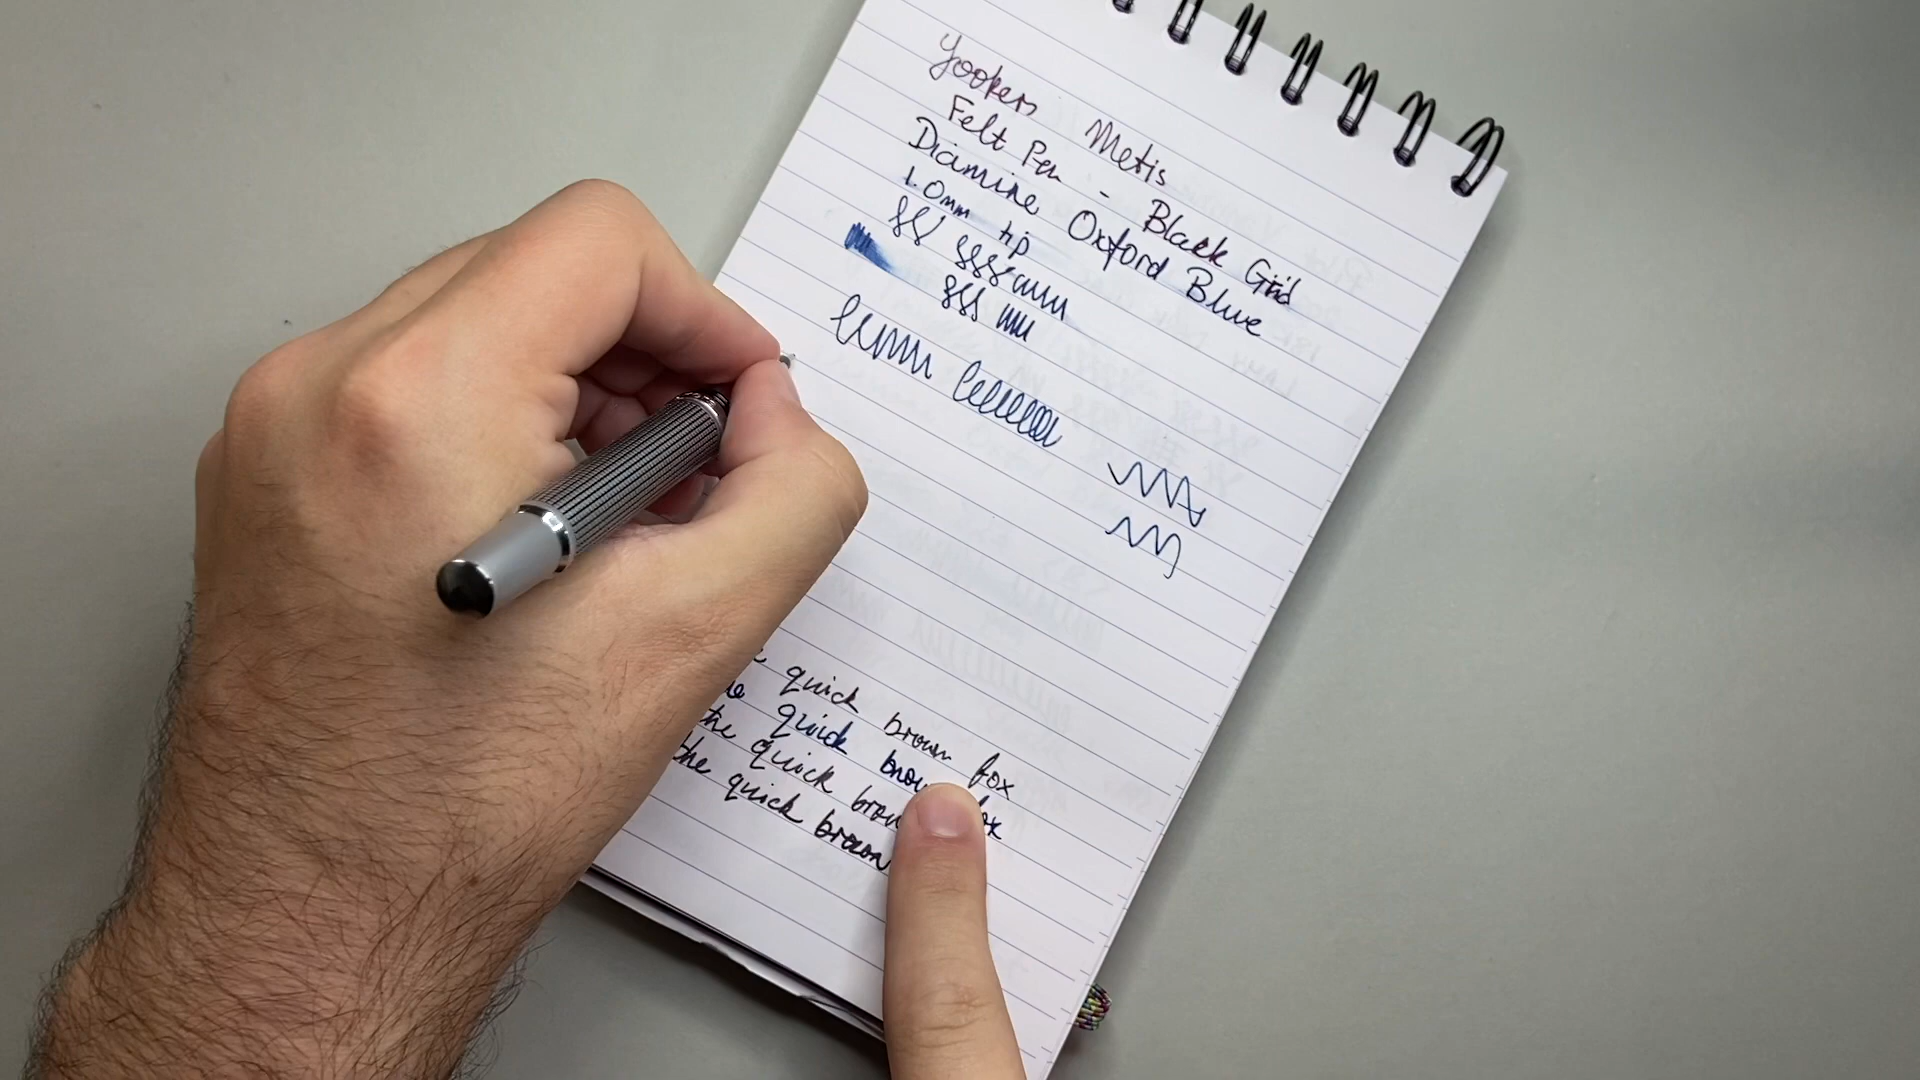 Yookers Metis
Felt Pen - Black Grid
Diamine Oxford Blue
1.0mm tip
quick brown fox
quick
the quick
the quick brown